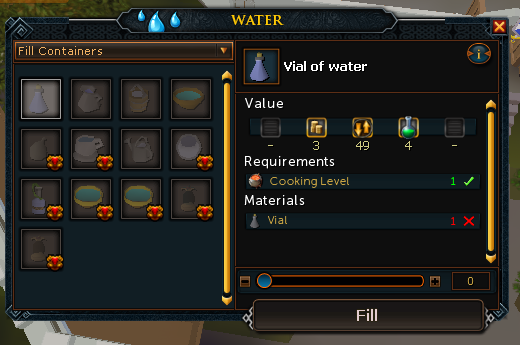 WATER
Fill Containers
Vial of water
Value
- 3 49 4 -
Requirements
Cooking Level 1
Materials
Vial 1
0
Fill